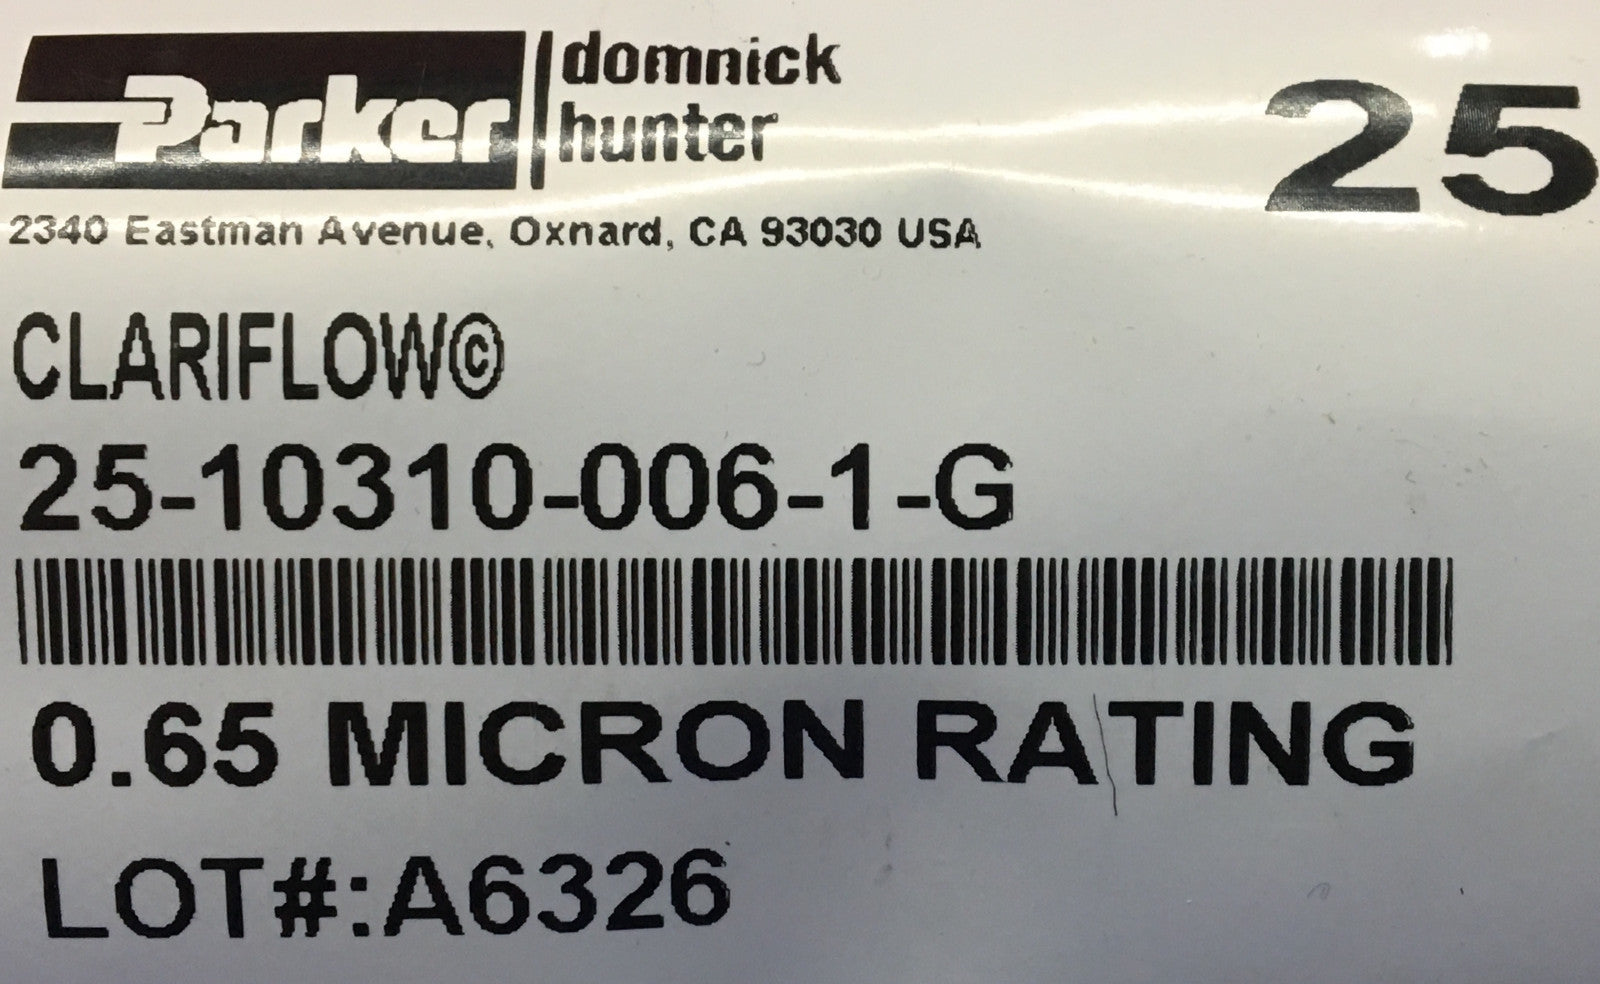 Parker
domnick
hunter
25
2340 Eastman Avenue, Oxnard, CA 93030 USA
CLARIFLOW©
25-10310-006-1-G
0.65 MICRON RATING
LOT#:A6326